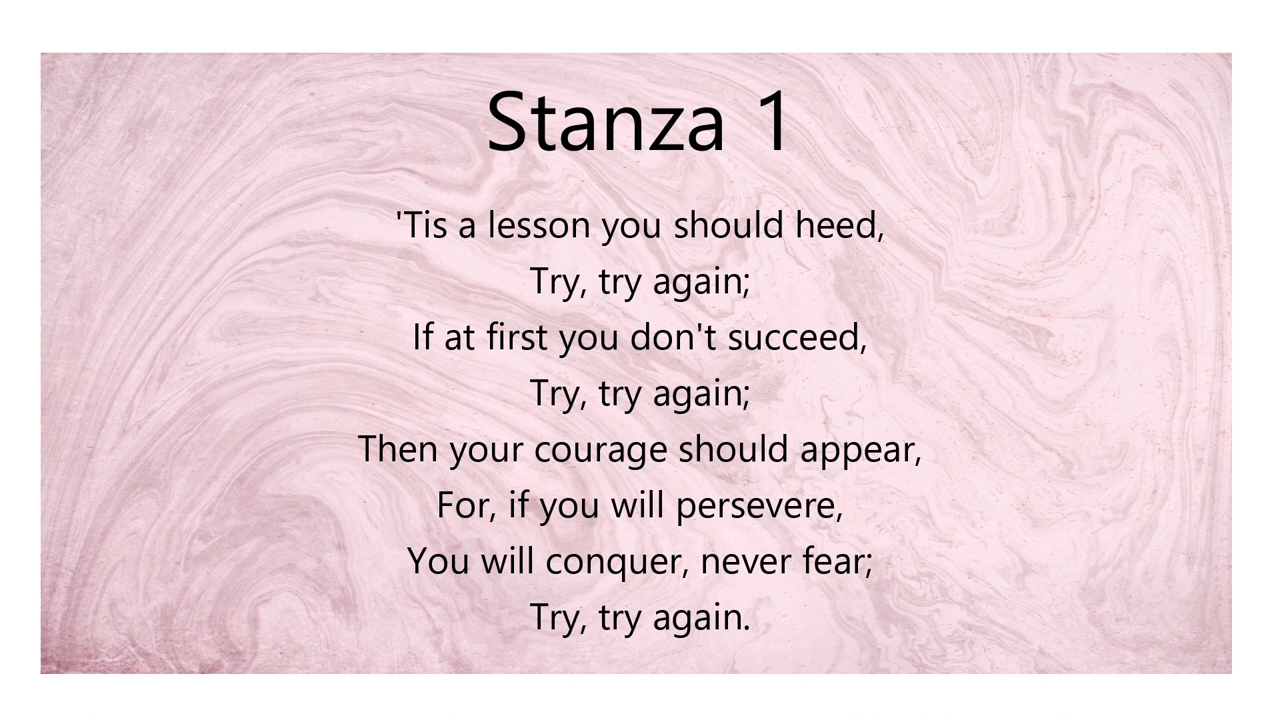 Stanza 1
'Tis a lesson you should heed,
Try, try again;
If at first you don't succeed,
Try, try again;
Then your courage should appear,
For, if you will persevere,
You will conquer, never fear;
Try, try again.